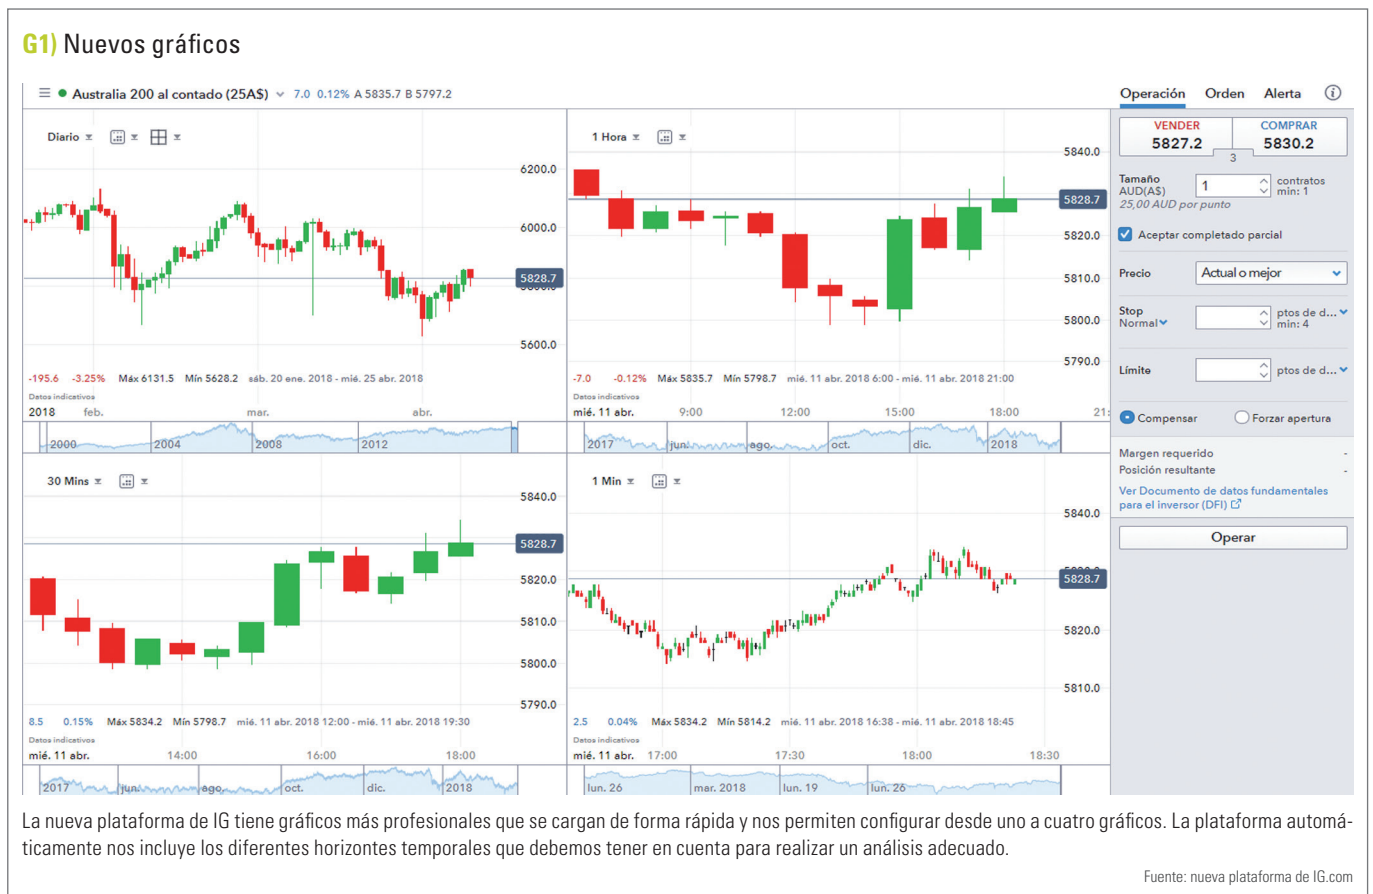 G1) Nuevos gráficos
Australia 200 al contado (25A$) 7.0 0.12% A 5835.7 B 5797.2
Diario
6200.0
6000.0
5828.7
5600.0
-195.6 -3.25% Máx 6131.5 Mín 5628.2 sáb. 20 ene. 2018 - mié. 25 abr. 2018
Datos indicativos
2018 feb. mar. abr.
2000 2004 2008 2012
1 Hora
5840.0
5828.7
5820.0
5810.0
5800.0
5790.0
-7.0 -0.12% Máx 5835.7 Mín 5798.7 mié. 11 abr. 2018 6:00 - mié. 11 abr. 2018 21:00
Datos indicativos
mié. 11 abr. 9:00 12:00 15:00 18:00 21:
2017 jun. ago. oct. dic. 2018
30 Mins
5840.0
5828.7
5820.0
5810.0
5800.0
5790.0
8.5 0.15% Máx 5834.2 Mín 5798.7 mié. 11 abr. 2018 12:00 - mié. 11 abr. 2018 19:30
Datos indicativos
mié. 11 abr. 14:00 16:00 18:00
2017 jun. ago. oct. dic. 2018
1 Min
5840.0
5828.7
5820.0
5810.0
2.5 0.04% Máx 5834.2 Mín 5814.2 mié. 11 abr. 2018 16:38 - mié. 11 abr. 2018 18:45
Datos indicativos
mié. 11 abr. 17:00 17:30 18:00 18:30
lun. 26 mar. 2018 lun. 19 lun. 26
Operación Orden Alerta
VENDER COMPRAR
5827.2 5830.2
3
Tamaño
AUD(A$) 1 contratos
min: 1
25,00 AUD por punto
Aceptar completado parcial
Precio Actual o mejor
Stop ptos de d...
Normal min: 4
Límite ptos de d...
Compensar Forzar apertura
Margen requerido -
Posición resultante -
Ver Documento de datos fundamentales
para el inversor (DFI)
Operar
La nueva plataforma de IG tiene gráficos más profesionales que se cargan de forma rápida y nos permiten configurar desde uno a cuatro gráficos. La plataforma automá-
ticamente nos incluye los diferentes horizontes temporales que debemos tener en cuenta para realizar un análisis adecuado.
Fuente: nueva plataforma de IG.com